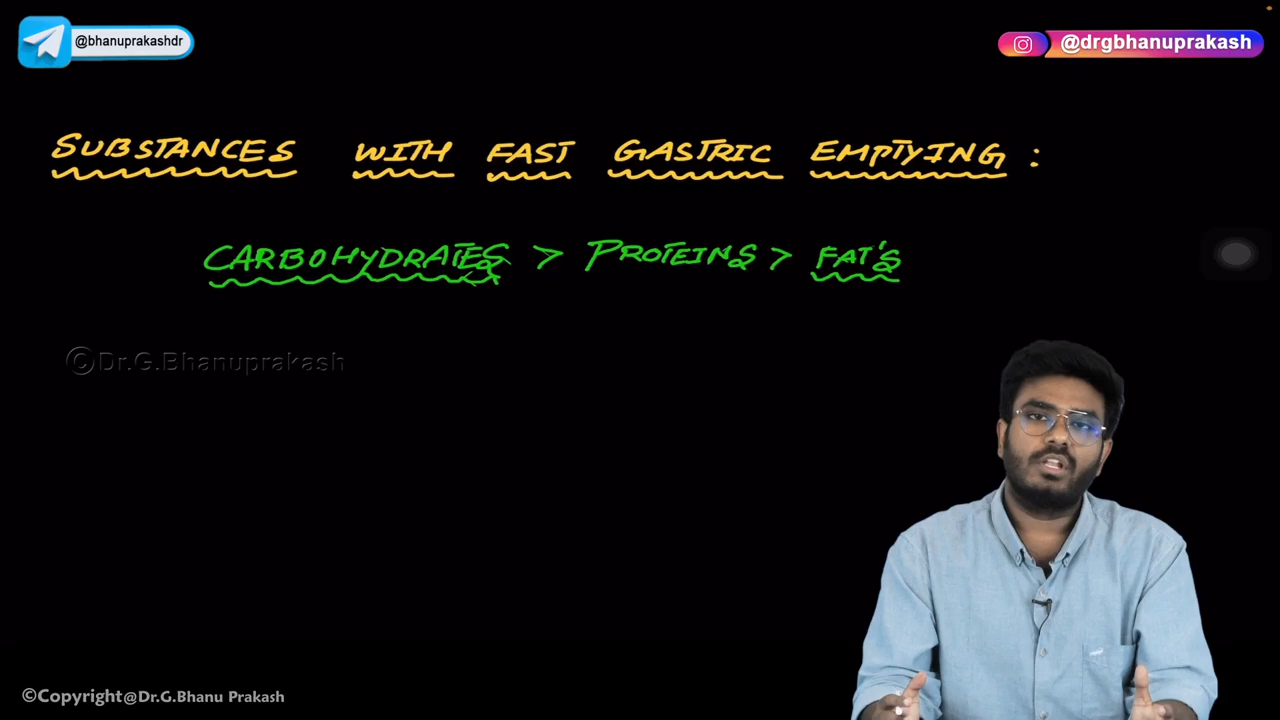 @bhanuprakashdr
@drgbhanuprakash
SUBSTANCES WITH FAST GASTRIC EMPTYING :
CARBOHYDRATES > PROTEINS > FAT'S
©Dr.G.Bhanuprakash
©Copyright@Dr.G.Bhanu Prakash